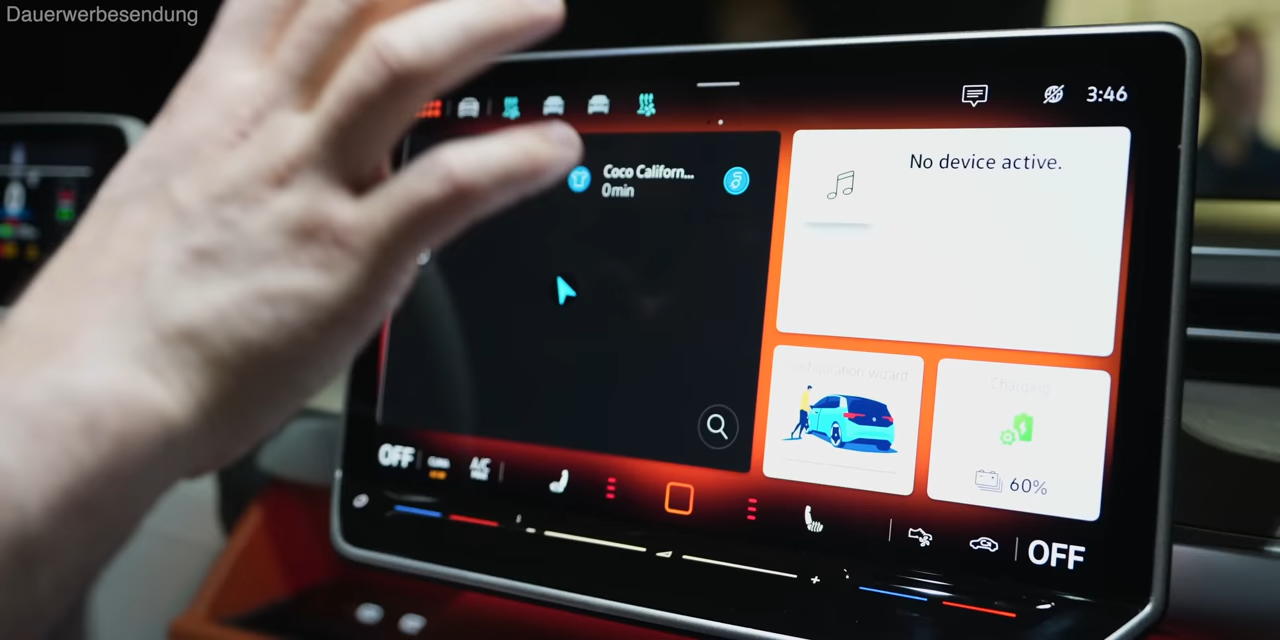 Dauerwerbesendung
3:46
Coco Californ...
0min
No device active.
Charging
60%
OFF
A/C
OFF